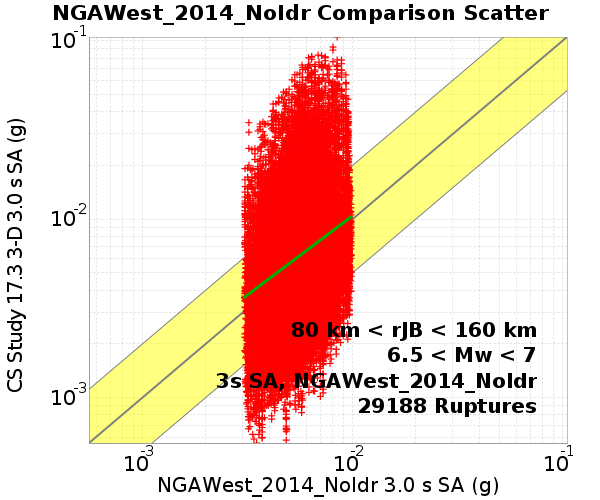 NGAWest_2014_NoIdr Comparison Scatter
10-1
10-2
10-3
CS Study 17.3 3-D 3.0 s SA (g)
80 km < rJB < 160 km
6.5 < Mw < 7
3s SA, NGAWest_2014_NoIdr
29188 Ruptures
10-3
10-2
10-1
NGAWest_2014_NoIdr 3.0 s SA (g)